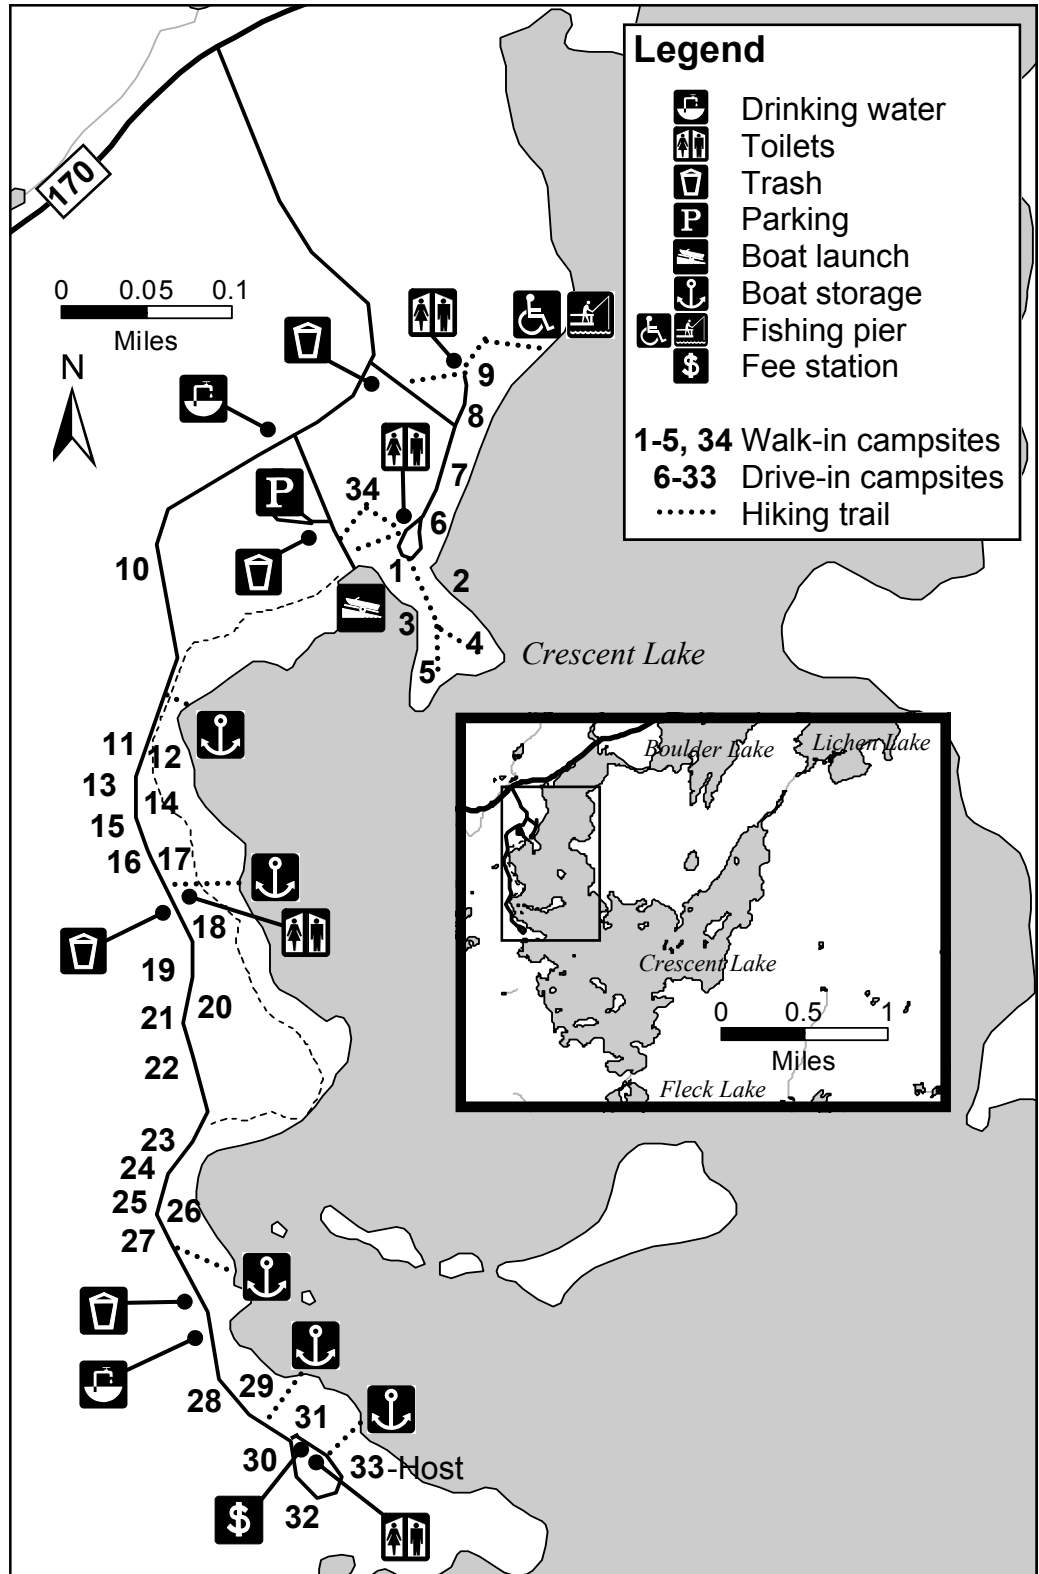 Legend
Drinking water
Toilets
Trash
P Parking
Boat launch
Boat storage
Fishing pier
$ Fee station
1-5, 34 Walk-in campsites
6-33 Drive-in campsites
Hiking trail
170
0 0.05 0.1
Miles
N
9
8
7
34
P
6
10
1
2
3
4
5
Crescent Lake
11
12
13
14
15
16
17
18
19
20
21
22
23
24
25
26
27
28
29
30
31
32
33-Host
$
Boulder Lake
Lichen Lake
Crescent Lake
0 0.5 1
Miles
Fleck Lake